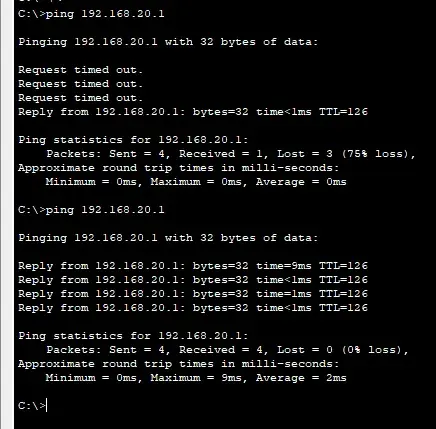 C:\>ping 192.168.20.1
Pinging 192.168.20.1 with 32 bytes of data:
Request timed out.
Request timed out.
Request timed out.
Reply from 192.168.20.1: bytes=32 time<1ms TTL=126
Ping statistics for 192.168.20.1:
Packets: Sent = 4, Received = 1, Lost = 3 (75% loss),
Approximate round trip times in milli-seconds:
Minimum = 0ms, Maximum = 0ms, Average = 0ms
C:\>ping 192.168.20.1
Pinging 192.168.20.1 with 32 bytes of data:
Reply from 192.168.20.1: bytes=32 time=9ms TTL=126
Reply from 192.168.20.1: bytes=32 time<1ms TTL=126
Reply from 192.168.20.1: bytes=32 time=1ms TTL=126
Reply from 192.168.20.1: bytes=32 time<1ms TTL=126
Ping statistics for 192.168.20.1:
Packets: Sent = 4, Received = 4, Lost = 0 (0% loss),
Approximate round trip times in milli-seconds:
Minimum = 0ms, Maximum = 9ms, Average = 2ms
C:\>